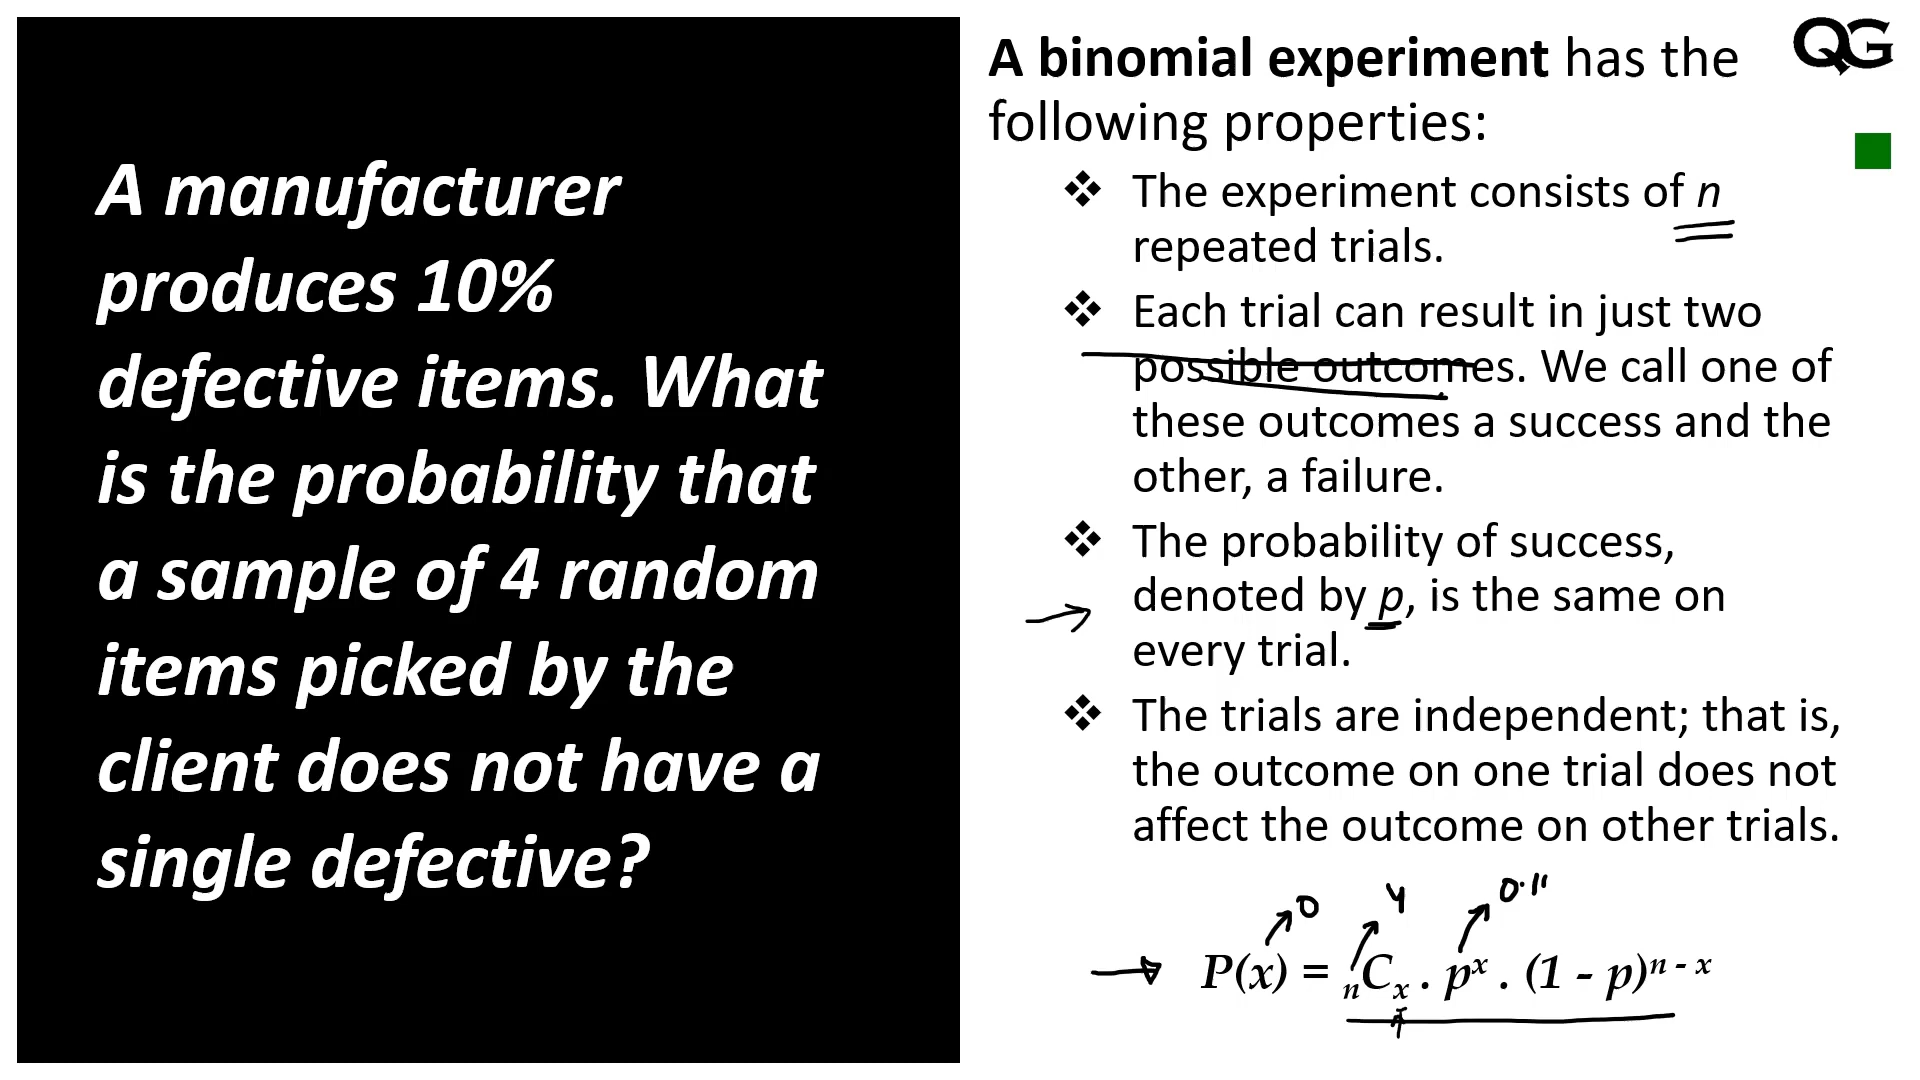 A manufacturer
produces 10%
defective items. What
is the probability that
a sample of 4 random
items picked by the
client does not have a
single defective?
QG
A binomial experiment has the
following properties:
❖ The experiment consists of n
repeated trials.
❖ Each trial can result in just two
possible outcomes. We call one of
these outcomes a success and the
other, a failure.
❖ The probability of success,
denoted by p, is the same on
every trial.
❖ The trials are independent; that is,
the outcome on one trial does not
affect the outcome on other trials.
0 4
P(x) = ₙCₓ . pˣ . (1 - p)ⁿ ⁻ ˣ